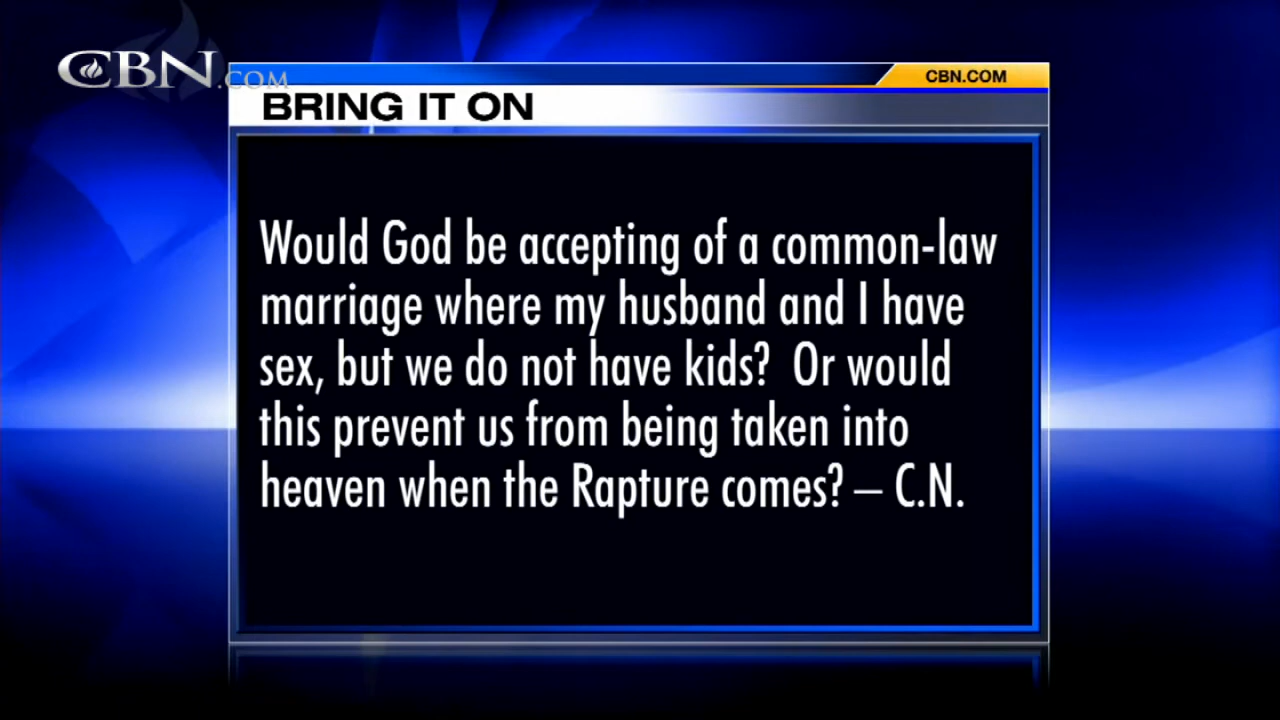 CBN.COM
CBN.COM
BRING IT ON
Would God be accepting of a common-law
marriage where my husband and I have
sex, but we do not have kids?  Or would
this prevent us from being taken into
heaven when the Rapture comes? – C.N.